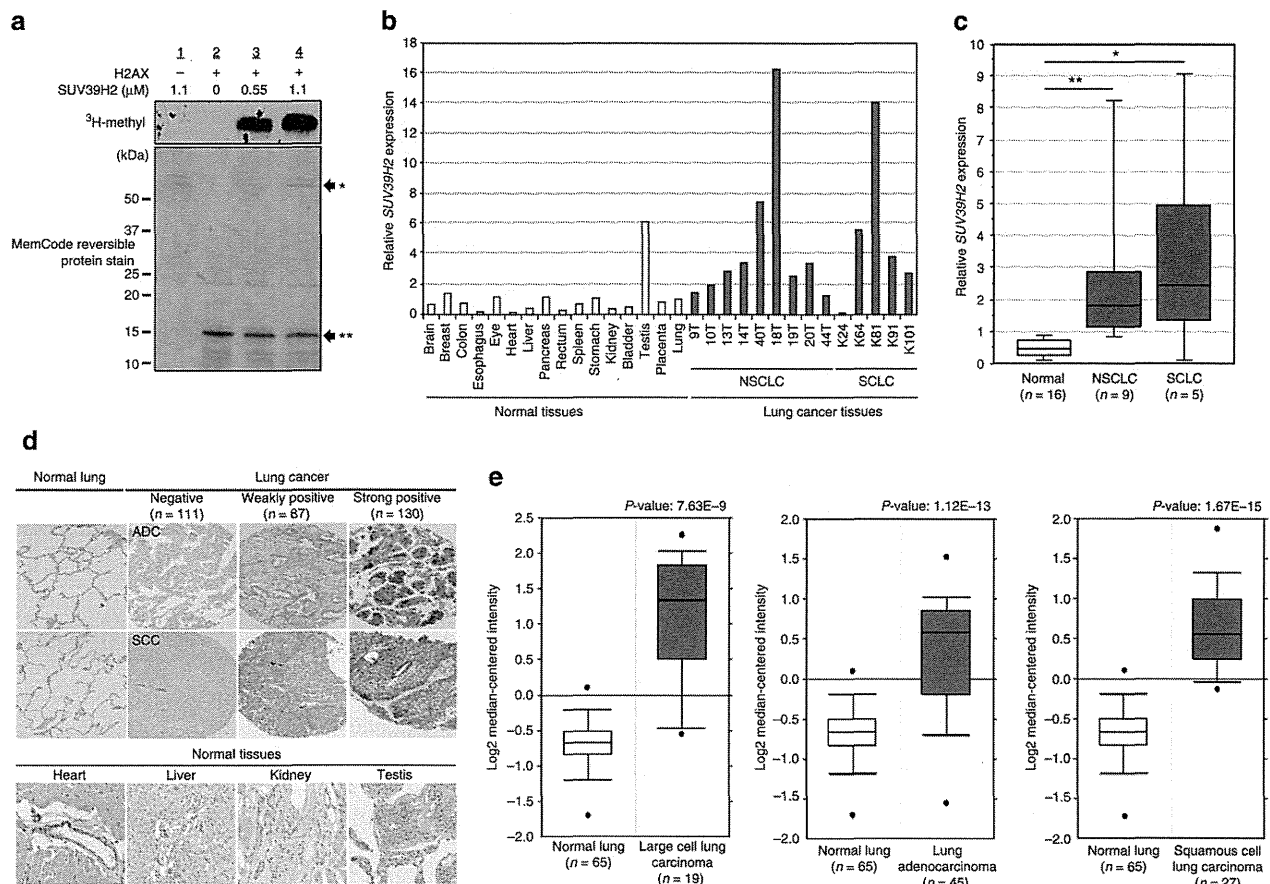 a
1 2 3 4
H2AX − + + +
SUV39H2 (μM) 1.1 0 0.55 1.1
³H-methyl
(kDa)
50
37
25
20
15
10
MemCode reversible
protein stain
*
**
b
Relative SUV39H2 expression
18
16
14
12
10
8
6
4
2
0
Brain
Breast
Colon
Esophagus
Eye
Heart
Liver
Pancreas
Rectum
Spleen
Stomach
Kidney
Bladder
Testis
Placenta
Lung
9T
10T
13T
14T
40T
18T
19T
20T
44T
K24
K64
K81
K91
K101
NSCLC SCLC
Normal tissues Lung cancer tissues
c
Relative SUV39H2 expression
10
9
8
7
6
5
4
3
2
1
0
*
**
Normal NSCLC SCLC
(n = 16) (n = 9) (n = 5)
d
Normal lung Lung cancer
Negative Weakly positive Strong positive
(n = 111) (n = 67) (n = 130)
ADC
SCC
Normal tissues
Heart Liver Kidney Testis
e
P-value: 7.63E−9
Log2 median-centered intensity
2.5
2.0
1.5
1.0
0.5
0.0
−0.5
−1.0
−1.5
−2.0
Normal lung Large cell lung
(n = 65) carcinoma
(n = 19)
P-value: 1.12E−13
Log2 median-centered intensity
2.0
1.5
1.0
0.5
0.0
−0.5
−1.0
−1.5
−2.0
Normal lung Lung
(n = 65) adenocarcinoma
(n = 45)
P-value: 1.67E−15
Log2 median-centered intensity
2.0
1.5
1.0
0.5
0.0
−0.5
−1.0
−1.5
−2.0
Normal lung Squamous cell
(n = 65) lung carcinoma
(n = 27)